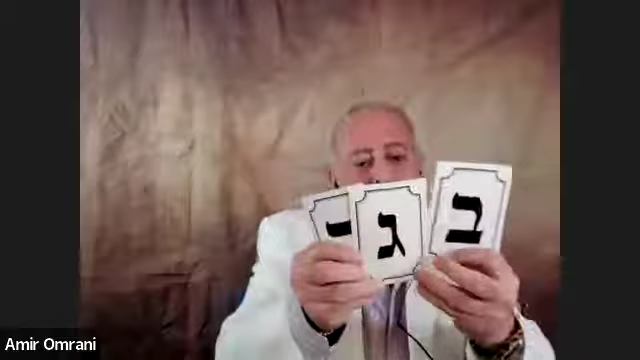 ב ג
Amir Omrani